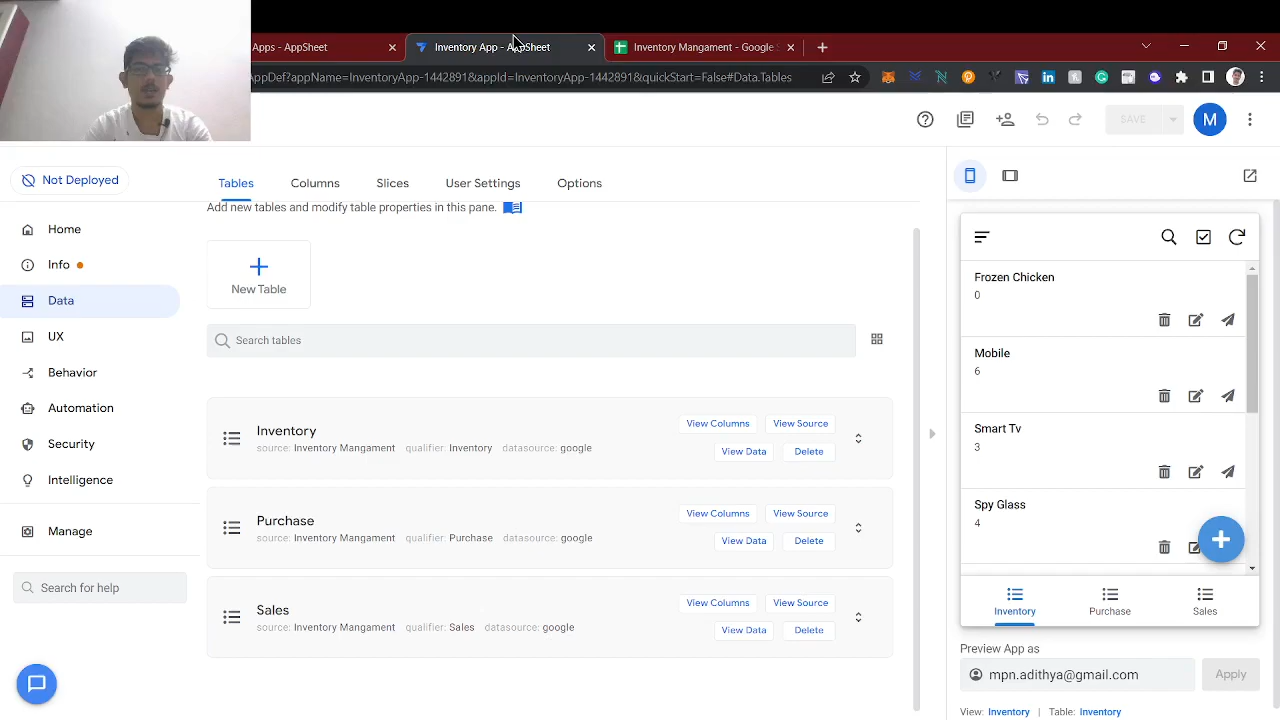 Apps - AppSheet
Inventory App - AppSheet
Inventory Mangament - Google S
AppDef?appName=InventoryApp-1442891&appId=InventoryApp-1442891&quickStart=False#Data.Tables
SAVE
M
Not Deployed
Home
Info
Data
UX
Behavior
Automation
Security
Intelligence
Manage
Search for help
Tables
Columns
Slices
User Settings
Options
Add new tables and modify table properties in this pane.
New Table
Search tables
Inventory
source: Inventory Mangament qualifier: Inventory datasource: google
View Columns
View Source
View Data
Delete
Purchase
source: Inventory Mangament qualifier: Purchase datasource: google
View Columns
View Source
View Data
Delete
Sales
source: Inventory Mangament qualifier: Sales datasource: google
View Columns
View Source
View Data
Delete
Frozen Chicken
0
Mobile
6
Smart Tv
3
Spy Glass
4
Inventory
Purchase
Sales
Preview App as
mpn.adithya@gmail.com
Apply
View: Inventory | Table: Inventory